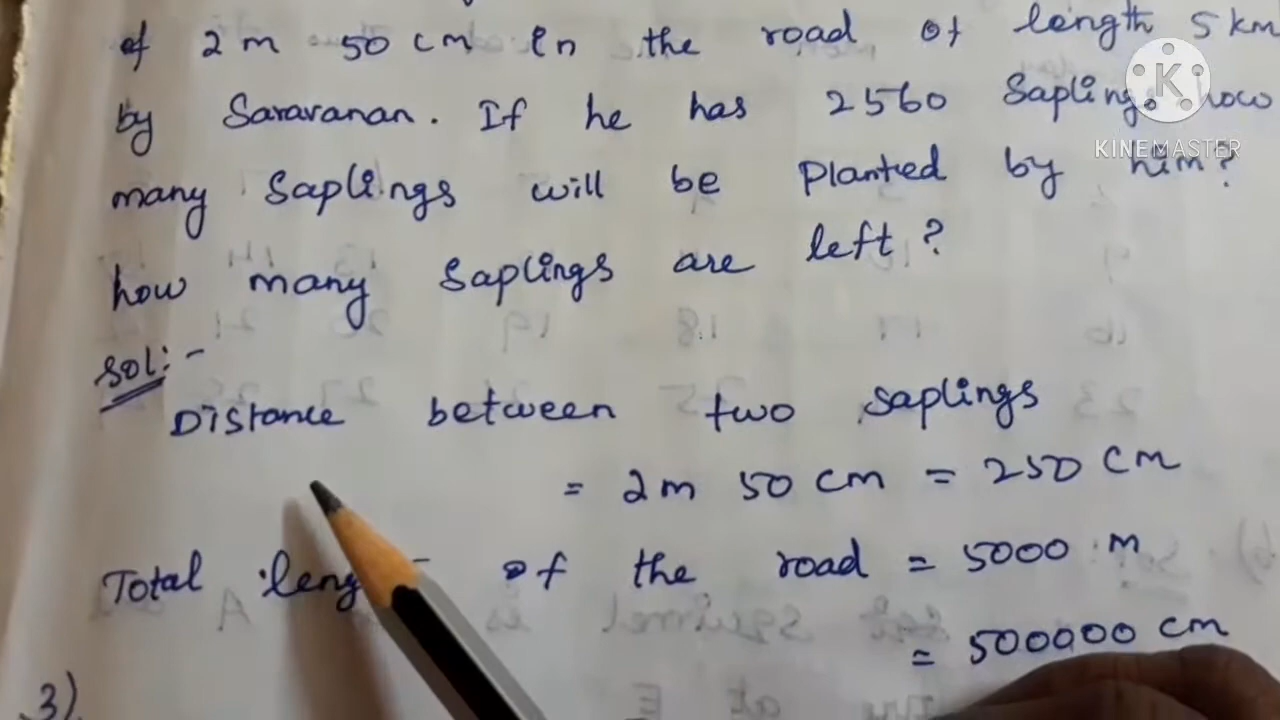 of 2m 50 cm in the road of length 5 km
by Saravanan. If he has 2560 Saplings how
KINEMASTER
many Saplings will be planted by him?
how many Saplings are left?
Sol:-
Distance between two saplings
= 2m 50 cm = 250 cm
Total of the road = 5000 m
= 500000 cm
3)